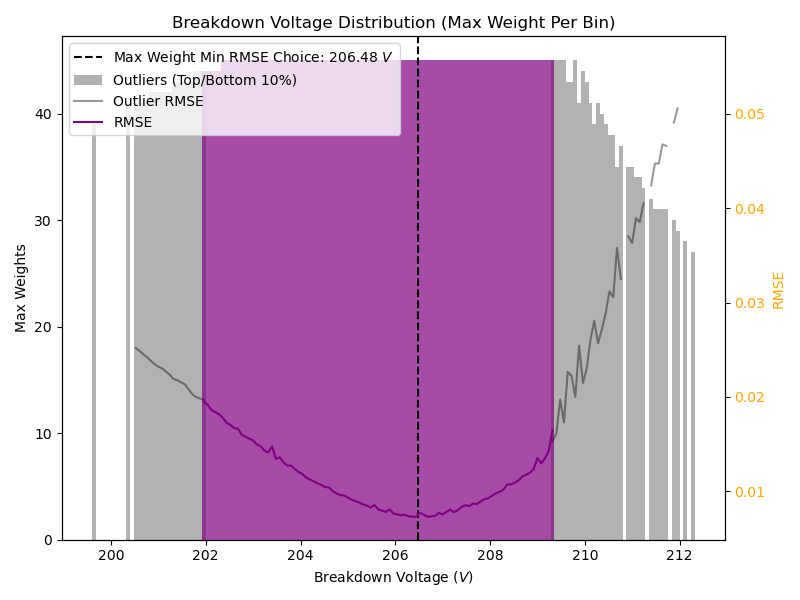 Breakdown Voltage Distribution (Max Weight Per Bin)
Max Weight Min RMSE Choice: 206.48 V
Outliers (Top/Bottom 10%)
Outlier RMSE
RMSE
Max Weights
40
30
20
10
0
0.05
0.04
0.03
0.02
0.01
RMSE
200 202 204 206 208 210 212
Breakdown Voltage (V)